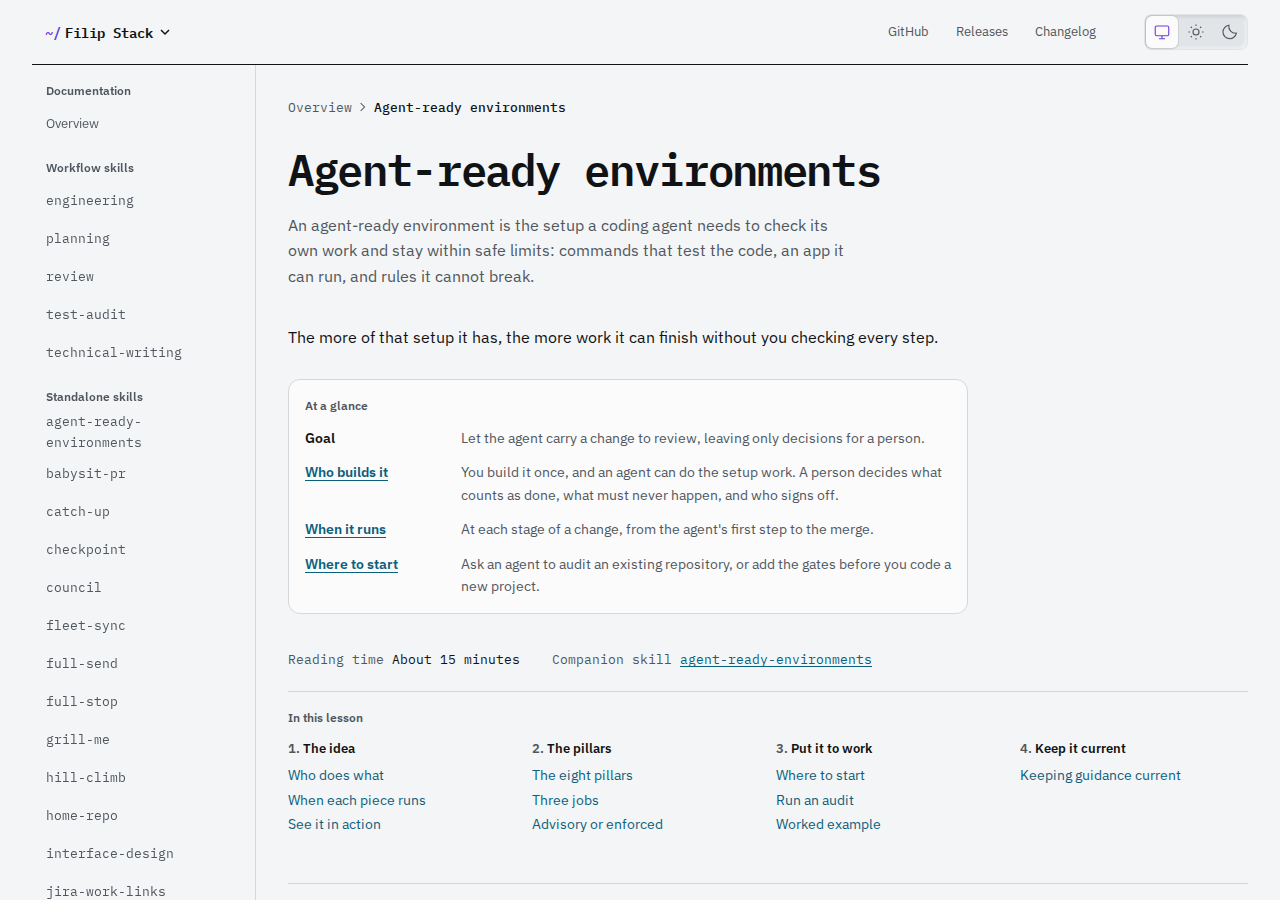 ~/ Filip Stack
GitHub Releases Changelog
Documentation
Overview
Workflow skills
engineering
planning
review
test-audit
technical-writing
Standalone skills
agent-ready-
environments
babysit-pr
catch-up
checkpoint
council
fleet-sync
full-send
full-stop
grill-me
hill-climb
home-repo
interface-design
jira-work-links
Overview > Agent-ready environments
Agent-ready environments
An agent-ready environment is the setup a coding agent needs to check its
own work and stay within safe limits: commands that test the code, an app it
can run, and rules it cannot break.
The more of that setup it has, the more work it can finish without you checking every step.
At a glance
Goal Let the agent carry a change to review, leaving only decisions for a person.
Who builds it You build it once, and an agent can do the setup work. A person decides what
counts as done, what must never happen, and who signs off.
When it runs At each stage of a change, from the agent's first step to the merge.
Where to start Ask an agent to audit an existing repository, or add the gates before you code a
new project.
Reading time About 15 minutes Companion skill agent-ready-environments
In this lesson
1. The idea
Who does what
When each piece runs
See it in action
2. The pillars
The eight pillars
Three jobs
Advisory or enforced
3. Put it to work
Where to start
Run an audit
Worked example
4. Keep it current
Keeping guidance current